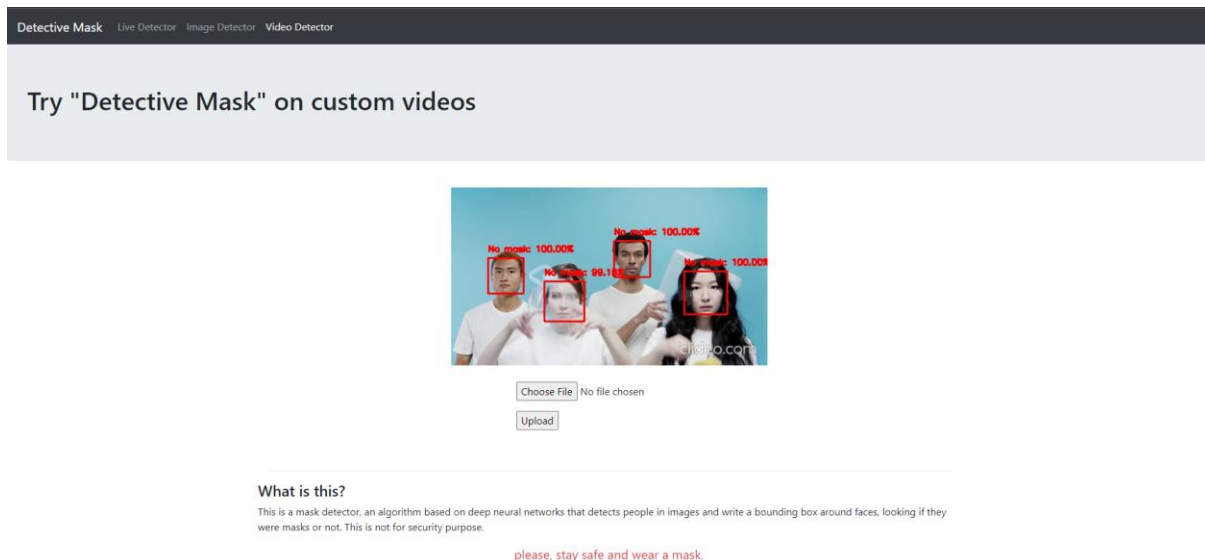 Detective Mask Live Detector Image Detector Video Detector
Try "Detective Mask" on custom videos
No mask: 100.00%
No mask: 100.00%
No mask: 99.18%
No mask: 100.00%
clideo.com
Choose File No file chosen
Upload
What is this?
This is a mask detector, an algorithm based on deep neural networks that detects people in images and write a bounding box around faces, looking if they
were masks or not. This is not for security purpose.
please, stay safe and wear a mask.